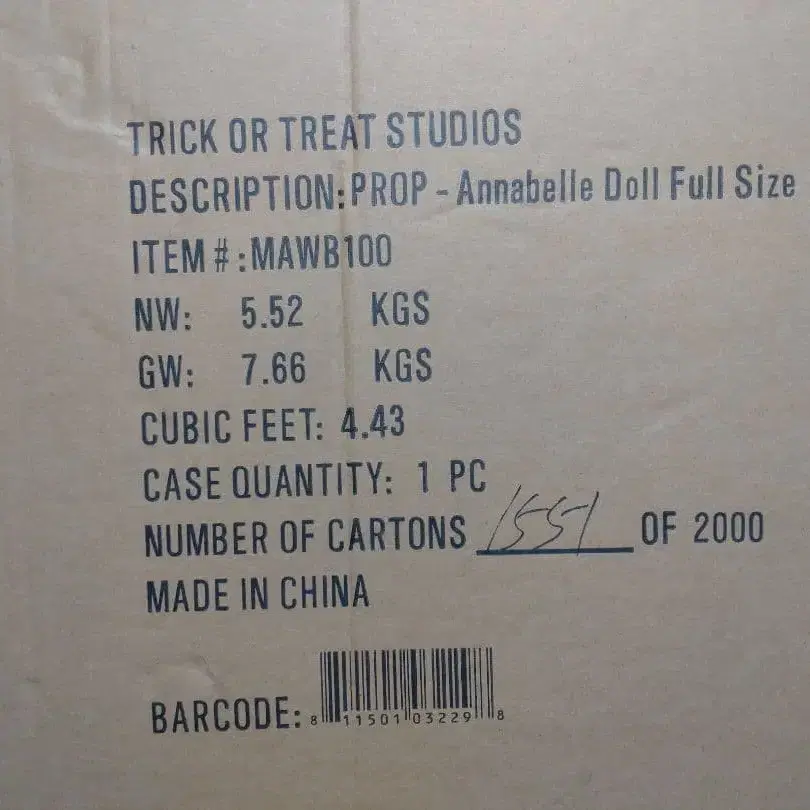 TRICK OR TREAT STUDIOS
DESCRIPTION: PROP - Annabelle Doll Full Size
ITEM #: MAWB100
NW: 5.52 KGS
GW: 7.66 KGS
CUBIC FEET: 4.43
CASE QUANTITY: 1 PC
NUMBER OF CARTONS 1551 OF 2000
MADE IN CHINA
BARCODE: 8 11501 03229 8